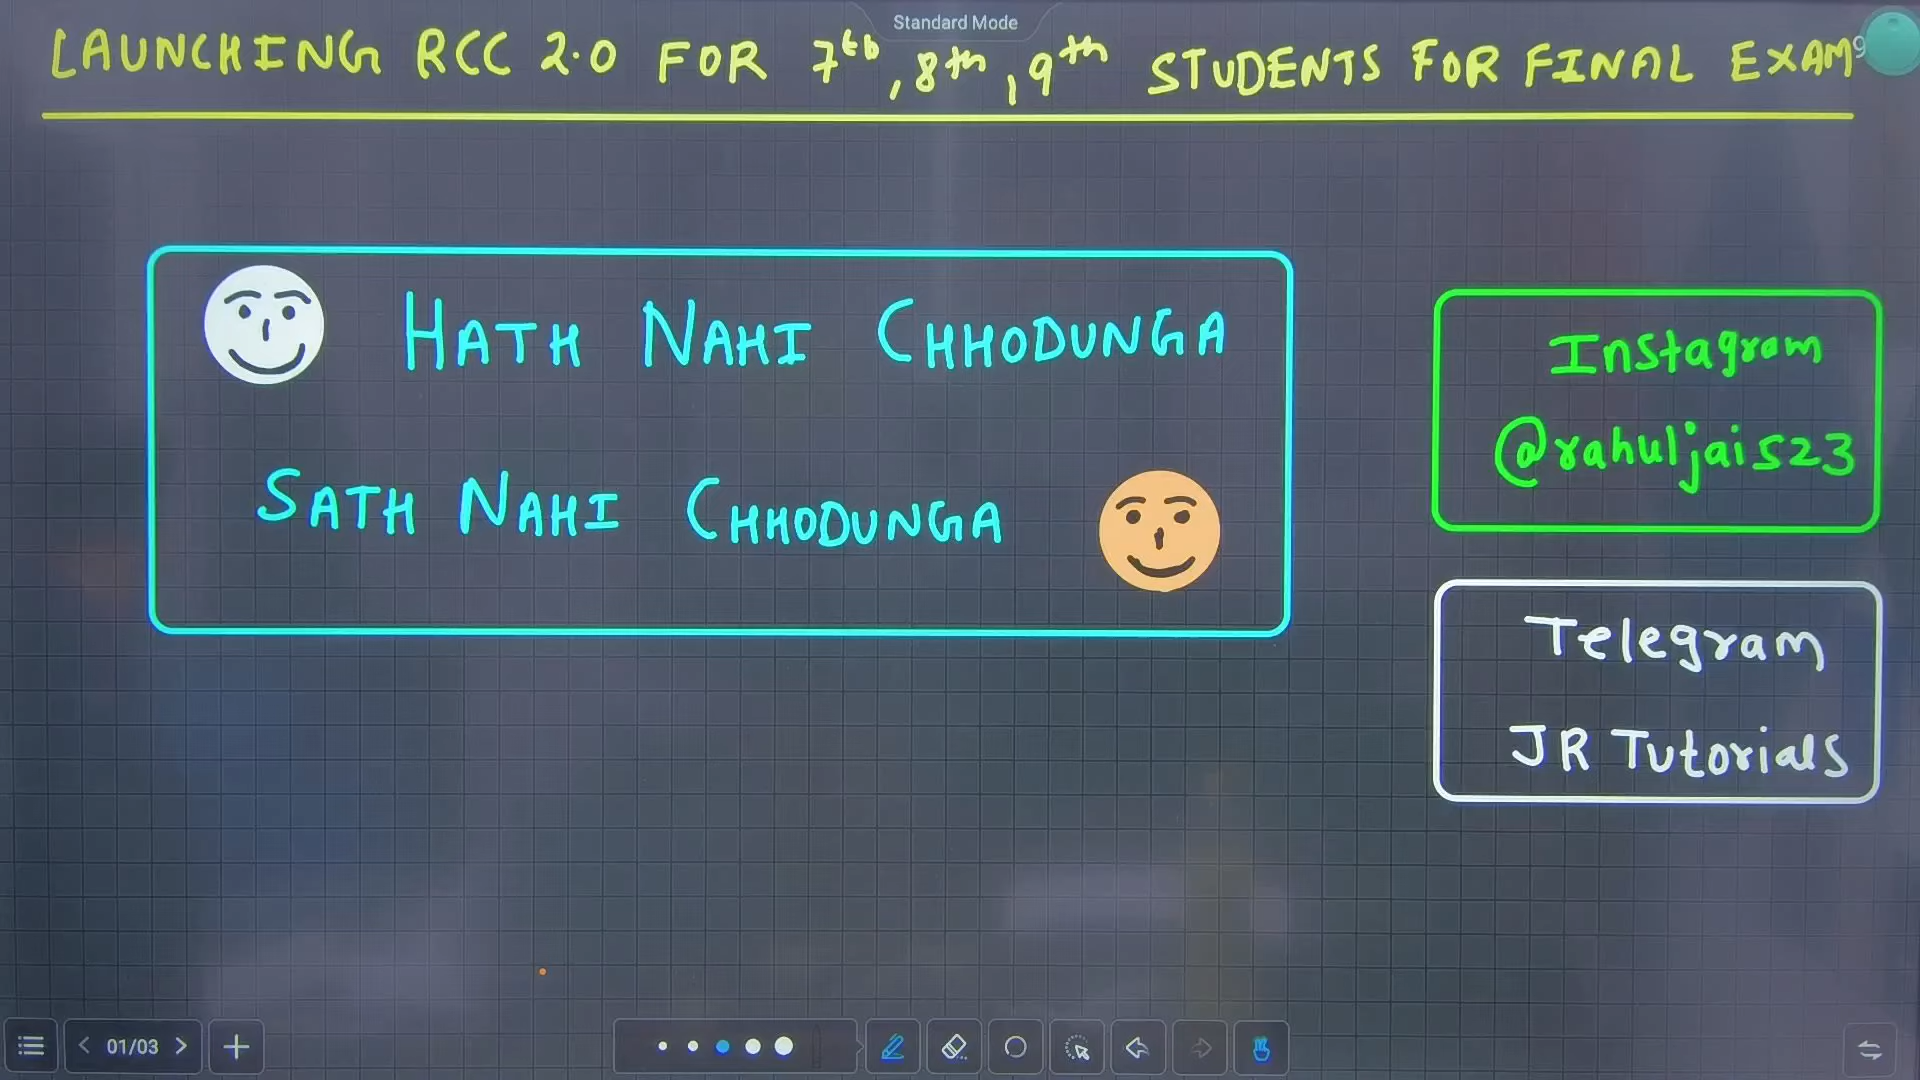 Standard Mode
LAUNCHING RCC 2.0 FOR 7th, 8th, 9th STUDENTS FOR FINAL EXAM
9
HATH NAHI CHHODUNGA
SATH NAHI CHHODUNGA
Instagram
@rahuljais23
Telegram
JR Tutorials
01/03